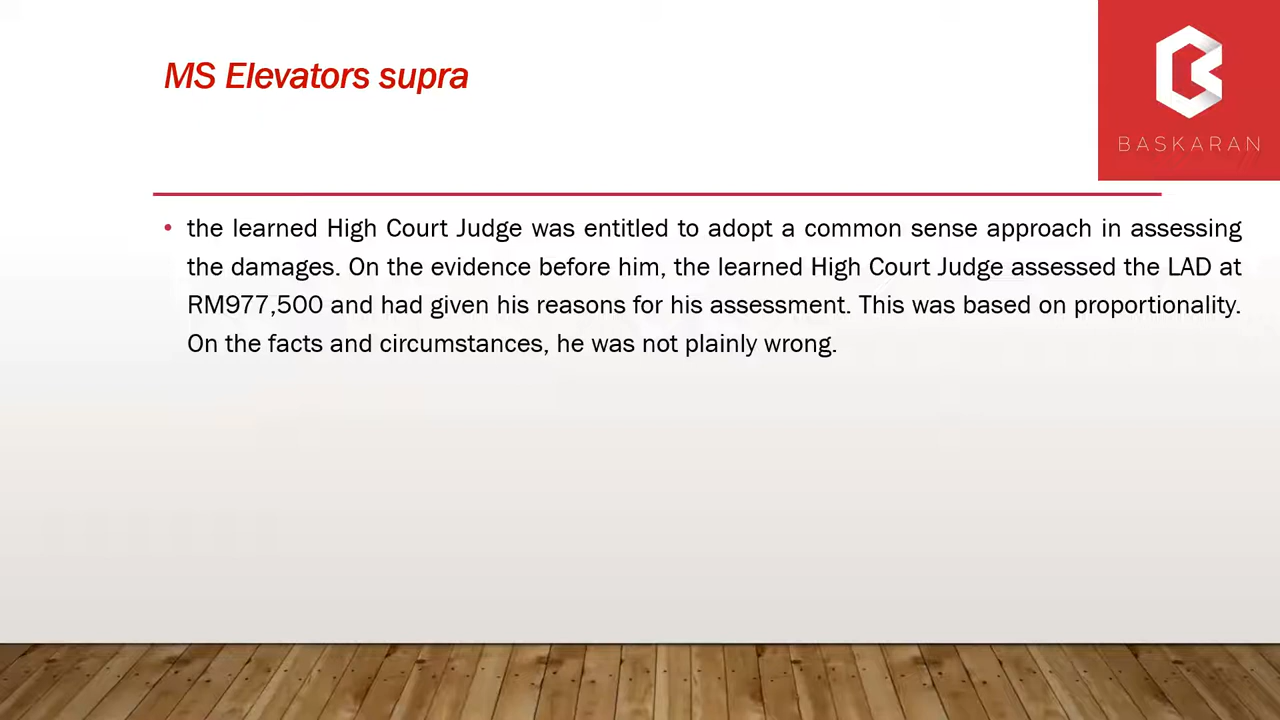 MS Elevators supra
BASKARAN
• the learned High Court Judge was entitled to adopt a common sense approach in assessing
the damages. On the evidence before him, the learned High Court Judge assessed the LAD at
RM977,500 and had given his reasons for his assessment. This was based on proportionality.
On the facts and circumstances, he was not plainly wrong.